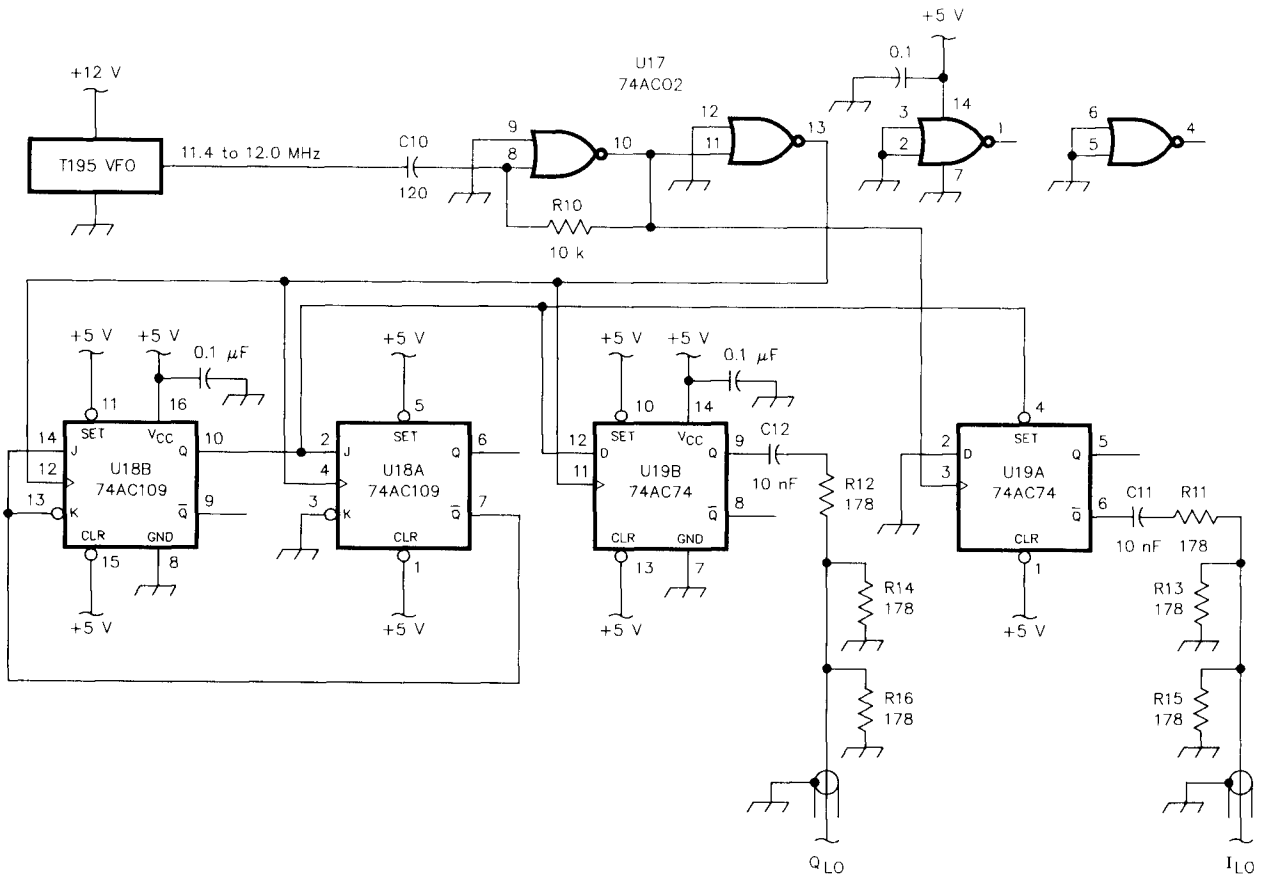 +12 V
T195 VFO
11.4 to 12.0 MHz
C10
120
9
8
10
R10
10 k
U17
74AC02
12
11
13
+5 V
0.1
14
3
2
1
7
6
5
4
+5 V
+5 V
0.1 μF
11
16
SET
VCC
14
J
12
13
K
U18B
74AC109
Q
10
Q̅
9
CLR
GND
15
8
+5 V
+5 V
5
SET
2
J
4
3
K
U18A
74AC109
Q
6
Q̅
7
CLR
1
+5 V
+5 V
+5 V
0.1 μF
10
14
SET
VCC
12
D
11
U19B
74AC74
Q
9
Q̅
8
CLR
GND
13
7
+5 V
C12
10 nF
R12
178
R14
178
R16
178
QLO
4
SET
2
D
3
U19A
74AC74
Q
5
Q̅
6
CLR
1
+5 V
C11
10 nF
R11
178
R13
178
R15
178
ILO